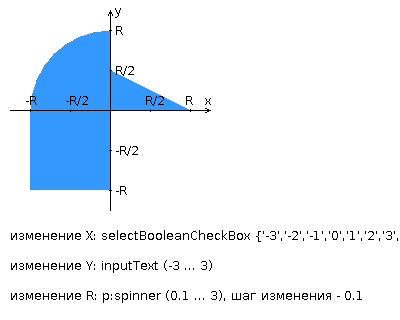 y
R
R/2
-R -R/2 R/2 R x
-R/2
-R
изменение X: selectBooleanCheckBox {'-3','-2','-1','0','1','2','3',
изменение Y: inputText (-3 ... 3)
изменение R: p:spinner (0.1 ... 3), шаг изменения - 0.1